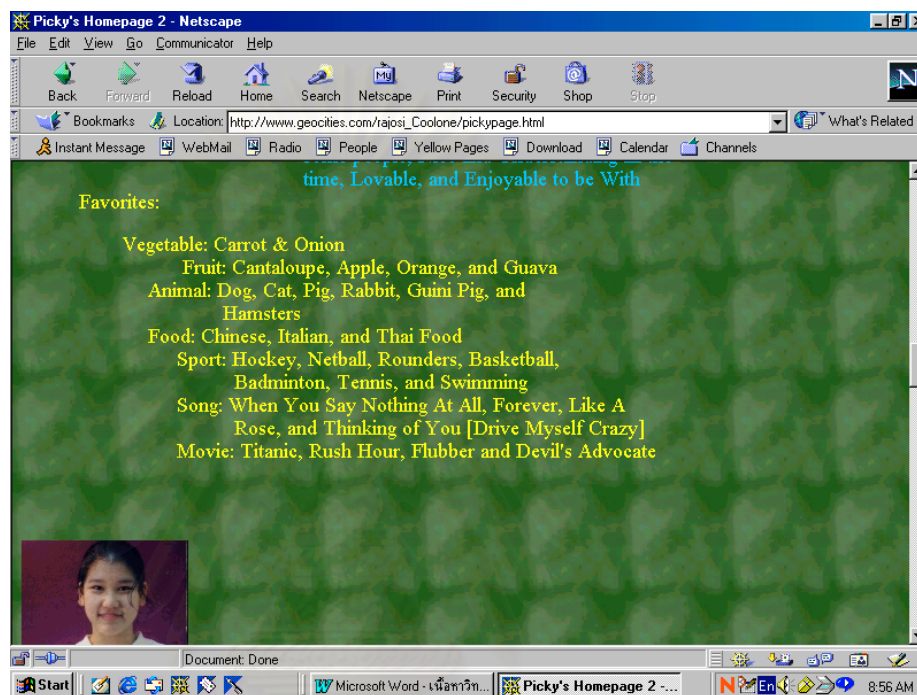 Picky's Homepage 2 - Netscape
File Edit View Go Communicator Help
Back Forward Reload Home Search Netscape Print Security Shop Stop
Bookmarks Location: http://www.geocities.com/rajosi_Coolone/pickypage.html What's Related
Instant Message WebMail Radio People Yellow Pages Download Calendar Channels
time, Lovable, and Enjoyable to be With
Favorites:
Vegetable: Carrot & Onion
Fruit: Cantaloupe, Apple, Orange, and Guava
Animal: Dog, Cat, Pig, Rabbit, Guini Pig, and
Hamsters
Food: Chinese, Italian, and Thai Food
Sport: Hockey, Netball, Rounders, Basketball,
Badminton, Tennis, and Swimming
Song: When You Say Nothing At All, Forever, Like A
Rose, and Thinking of You [Drive Myself Crazy]
Movie: Titanic, Rush Hour, Flubber and Devil's Advocate
Document: Done
Start Microsoft Word - เนื้อหาวิท... Picky's Homepage 2 -... En 8:56 AM